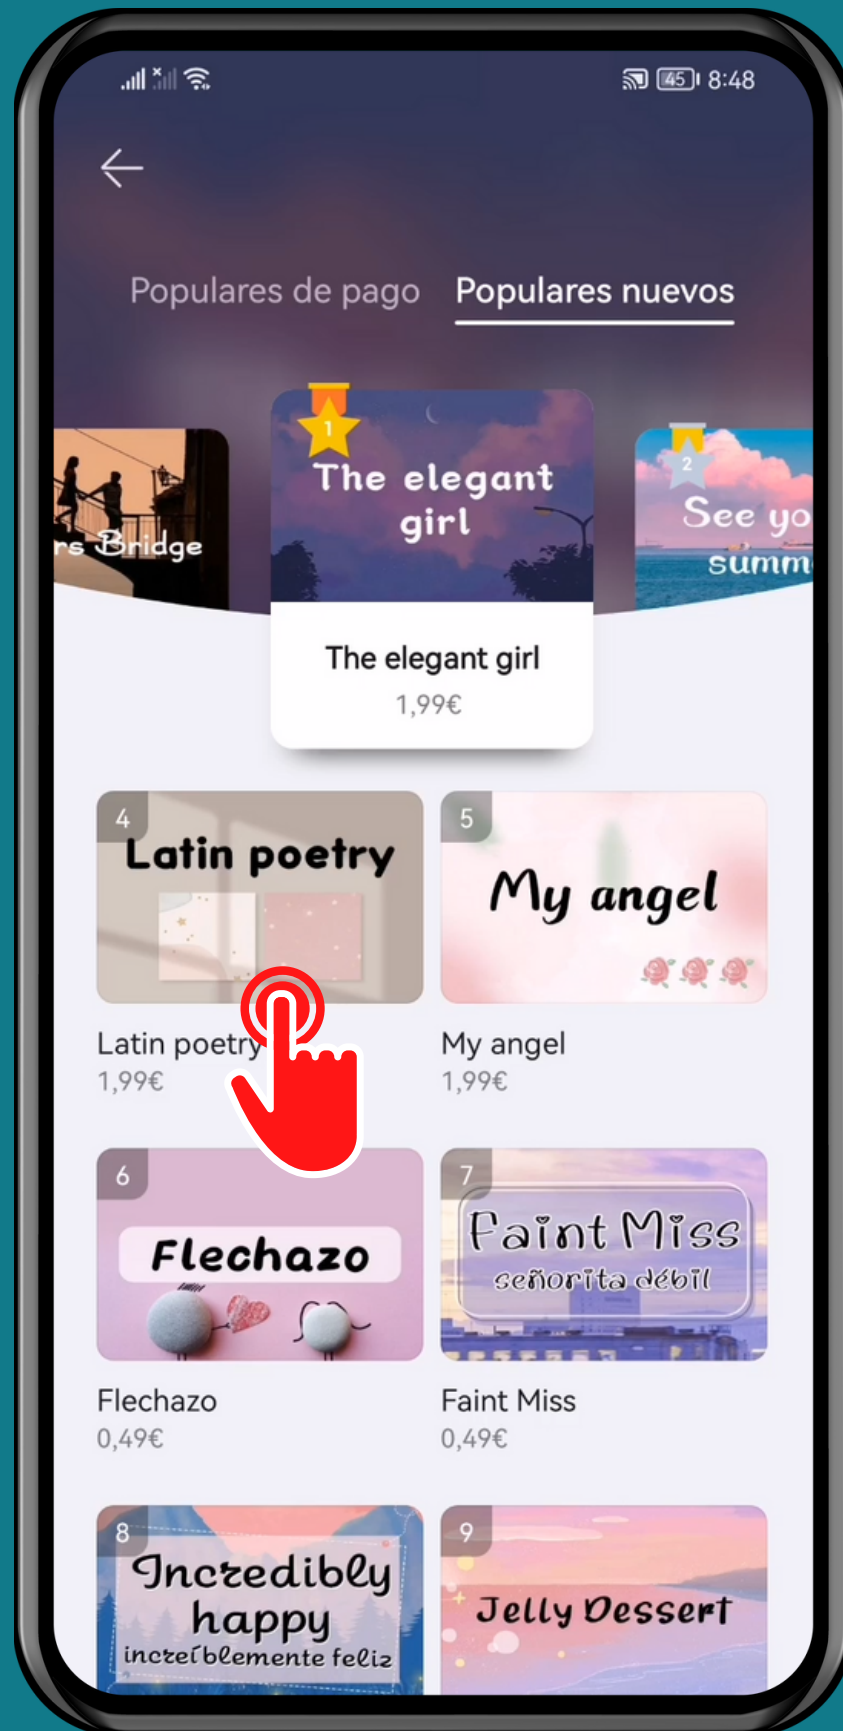 45 8:48
Populares de pago Populares nuevos
1
The elegant
girl
rs Bridge
2
See yo
summ
The elegant girl
1,99€
4
Latin poetry
5
My angel
Latin poetry
1,99€
My angel
1,99€
6
Flechazo
7
Faint Miss
señorita débil
Flechazo
0,49€
Faint Miss
0,49€
8
Incredibly
happy
increíblemente feliz
9
Jelly Dessert